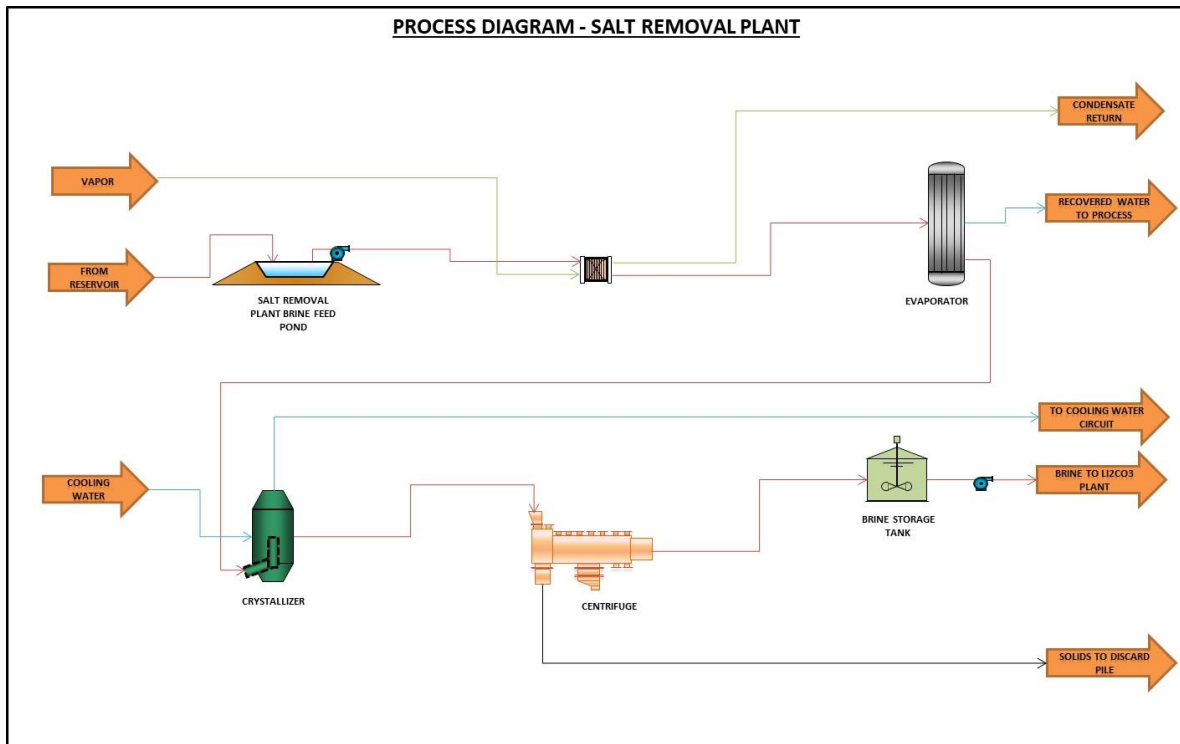 PROCESS DIAGRAM - SALT REMOVAL PLANT
CONDENSATE
RETURN
VAPOR
RECOVERED WATER
TO PROCESS
FROM
RESERVOIR
SALT REMOVAL
PLANT BRINE FEED
POND
EVAPORATOR
TO COOLING WATER
CIRCUIT
COOLING
WATER
BRINE TO LI2CO3
PLANT
BRINE STORAGE
TANK
CRYSTALLIZER
CENTRIFUGE
SOLIDS TO DISCARD
PILE